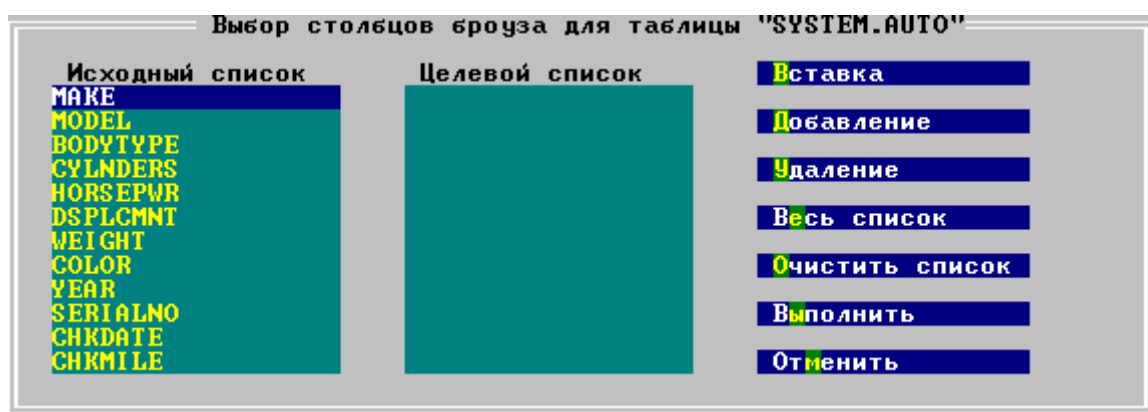 Выбор столбцов броуза для таблицы "SYSTEM.AUTO"
Исходный список
MAKE
MODEL
BODYTYPE
CYLNDERS
HORSEPWR
DSPLCMNT
WEIGHT
COLOR
YEAR
SERIALNO
CHKDATE
CHKMILE
Целевой список
Вставка
Добавление
Удаление
Весь список
Очистить список
Выполнить
Отменить